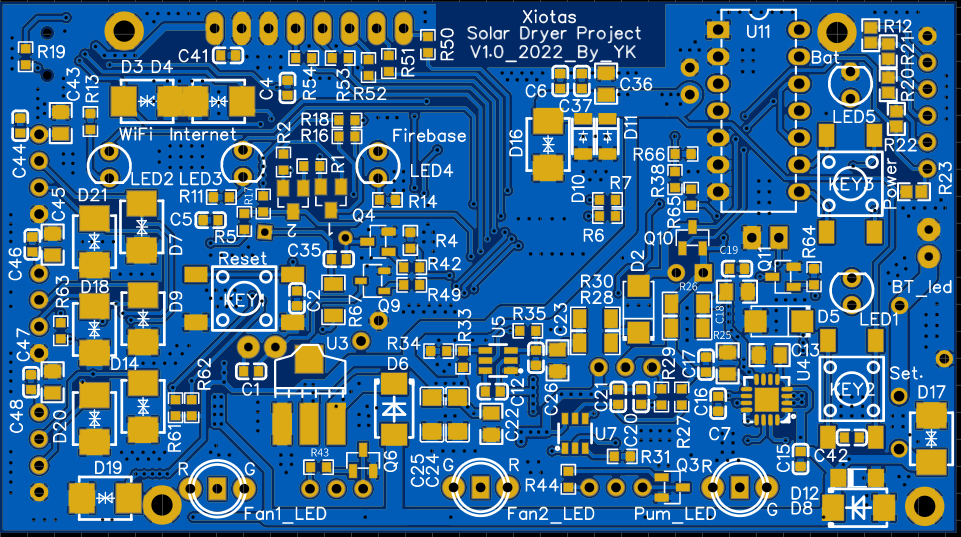 Xiotas
Solar Dryer Project
V1.0_2022_By_YK
R19
C41
R54
R53
R52
R51
R50
U11
R12
R21
R20
Bat
C43
R13
D3 D4
C4
C6
C37
C36
LED5
R22
C44
WiFi Internet
R18
R16
Firebase
D16
D11
R2
R1
LED2
LED3
LED4
R66
R38
KEY3
Power
R23
C45
D21
R11
R17
R14
D10
R7
R6
R65
C46
D7
C5
R5
2
1
Q4
R4
Q10
C19
Q11
R64
Reset
C35
R42
R49
D2
R30
R28
R26
BT_led
R63
D18
D9
KEY1
C2
R67
Q9
C18
D5
LED1
C47
D14
U3
R34
R33
U5
R35
C23
R25
C13
R62
C1
D6
R29
C17
U4
Set.
C48
D20
R61
C12
C26
C21
C16
KEY2
D17
C22
C20
R27
C7
U7
C42
D19
R43
Q6
C25
C24
R31
Q3
C15
R
G
G
R
R44
R
G
D12
D8
Fan1_LED
Fan2_LED
Pum_LED